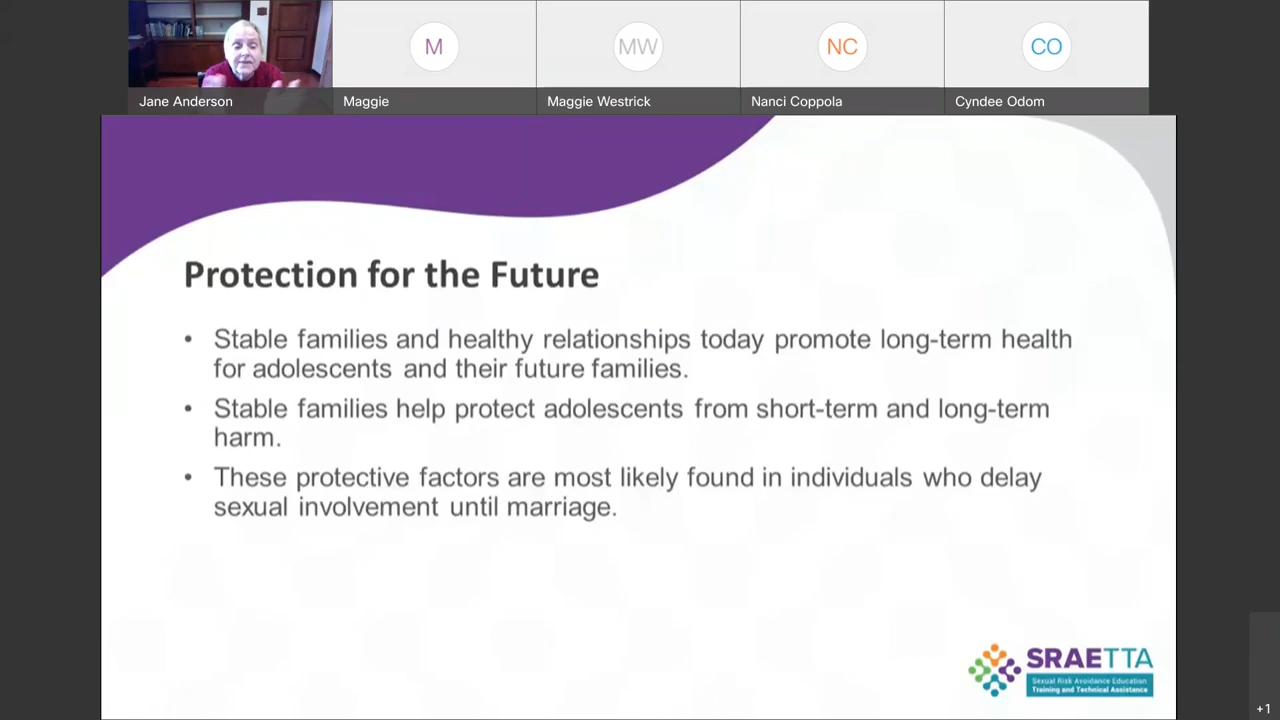 M
MW
NC
CO
Jane Anderson
Maggie
Maggie Westrick
Nanci Coppola
Cyndee Odom
Protection for the Future
• Stable families and healthy relationships today promote long-term health
for adolescents and their future families.
• Stable families help protect adolescents from short-term and long-term
harm.
• These protective factors are most likely found in individuals who delay
sexual involvement until marriage.
SRAETTA
Sexual Risk Avoidance Education
Training and Technical Assistance
+1